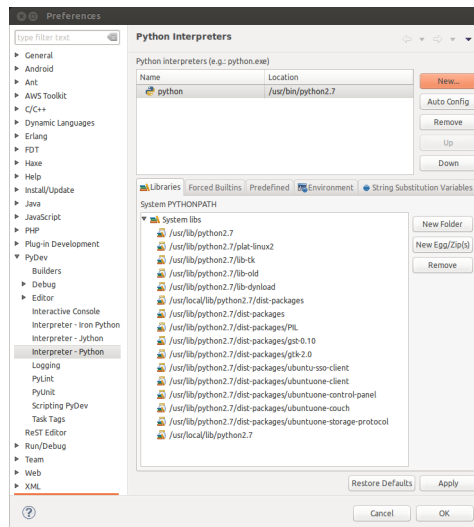 Preferences
type filter text
General
Android
Ant
AWS Toolkit
C/C++
Dynamic Languages
Erlang
FDT
Haxe
Help
Install/Update
Java
JavaScript
PHP
Plug-in Development
PyDev
Builders
Debug
Editor
Interactive Console
Interpreter - Iron Python
Interpreter - Jython
Interpreter - Python
Logging
PyLint
PyUnit
Scripting PyDev
Task Tags
ReST Editor
Run/Debug
Team
Web
XML
Python Interpreters
Python interpreters (e.g.: python.exe)
Name Location
python /usr/bin/python2.7
New...
Auto Config
Remove
Up
Down
Libraries Forced Builtins Predefined Environment String Substitution Variables
System PYTHONPATH
System libs
/usr/lib/python2.7
/usr/lib/python2.7/plat-linux2
/usr/lib/python2.7/lib-tk
/usr/lib/python2.7/lib-old
/usr/lib/python2.7/lib-dynload
/usr/local/lib/python2.7/dist-packages
/usr/lib/python2.7/dist-packages
/usr/lib/python2.7/dist-packages/PIL
/usr/lib/python2.7/dist-packages/gst-0.10
/usr/lib/python2.7/dist-packages/gtk-2.0
/usr/lib/python2.7/dist-packages/ubuntu-sso-client
/usr/lib/python2.7/dist-packages/ubuntuone-client
/usr/lib/python2.7/dist-packages/ubuntuone-control-panel
/usr/lib/python2.7/dist-packages/ubuntuone-couch
/usr/lib/python2.7/dist-packages/ubuntuone-storage-protocol
/usr/local/lib/python2.7
New Folder
New Egg/Zip(s)
Remove
Restore Defaults Apply
Cancel OK